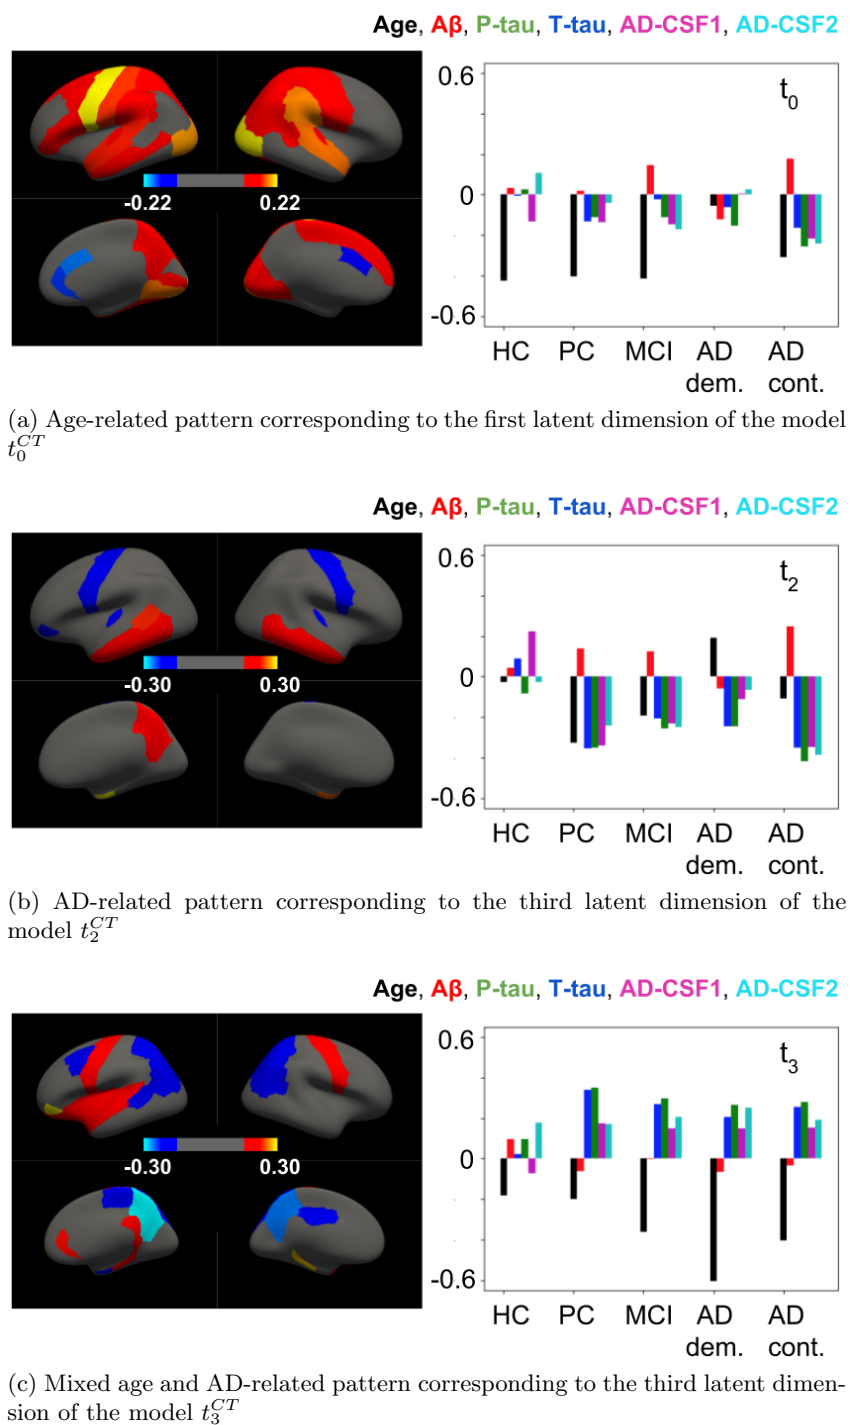 Age, Aβ, P-tau, T-tau, AD-CSF1, AD-CSF2
-0.22 0.22
0.6
0
-0.6
t0
HC PC MCI AD dem. AD cont.
(a) Age-related pattern corresponding to the first latent dimension of the model
t_0^{CT}
Age, Aβ, P-tau, T-tau, AD-CSF1, AD-CSF2
-0.30 0.30
0.6
0
-0.6
t2
HC PC MCI AD dem. AD cont.
(b) AD-related pattern corresponding to the third latent dimension of the
model t_2^{CT}
Age, Aβ, P-tau, T-tau, AD-CSF1, AD-CSF2
-0.30 0.30
0.6
0
-0.6
t3
HC PC MCI AD dem. AD cont.
(c) Mixed age and AD-related pattern corresponding to the third latent dimen-
sion of the model t_3^{CT}